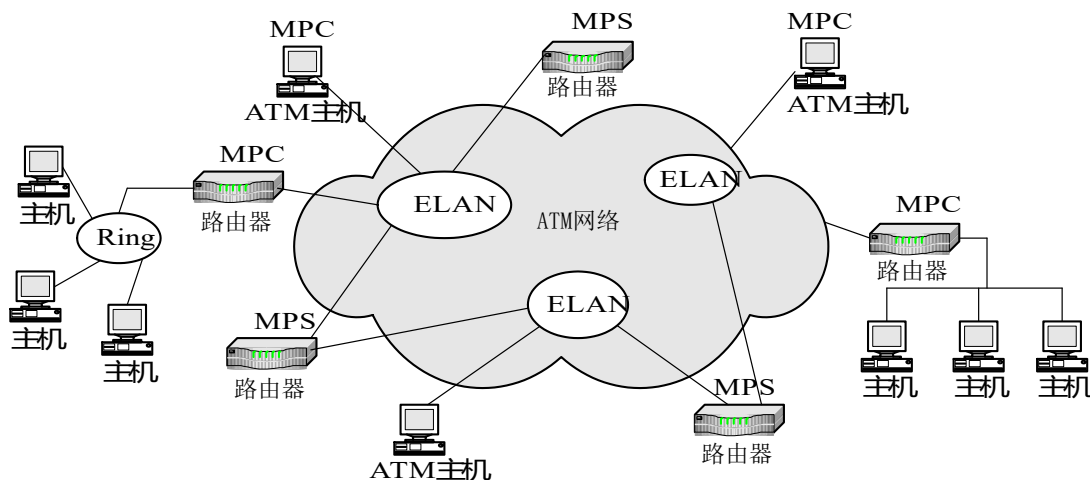 MPC
ATM主机
MPS
路由器
MPC
ATM主机
MPC
路由器
主机
Ring
主机
主机
ELAN
ELAN
ATM网络
ELAN
MPC
路由器
主机
主机
主机
MPS
路由器
ATM主机
MPS
路由器